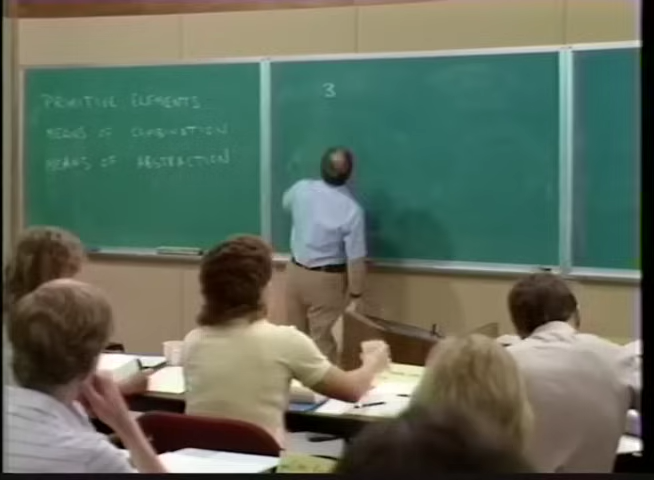 PRIMITIVE ELEMENTS
MEANS OF COMBINATION
MEANS OF ABSTRACTION
3